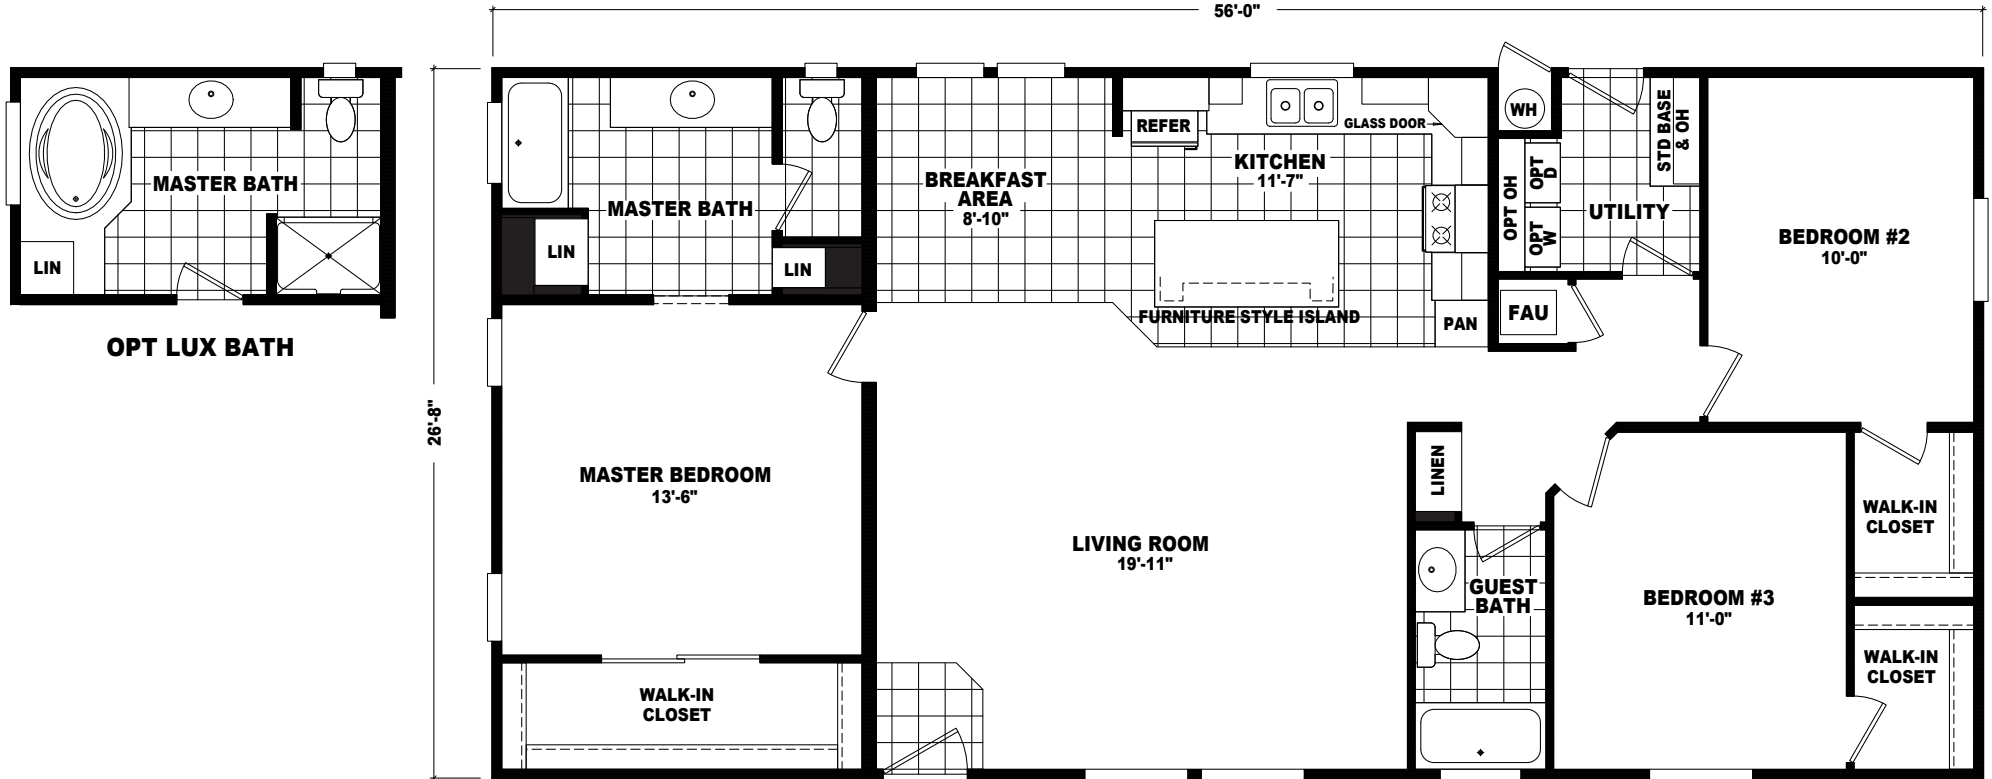 56'-0"
26'-8"
MASTER BATH
LIN
OPT LUX BATH
MASTER BATH
LIN
LIN
MASTER BEDROOM
13'-6"
WALK-IN
CLOSET
BREAKFAST
AREA
8'-10"
REFER
GLASS DOOR
KITCHEN
11'-7"
FURNITURE STYLE ISLAND
PAN
LIVING ROOM
19'-11"
WH
OPT OH
OPT
D
OPT
W
STD BASE
& OH
UTILITY
FAU
BEDROOM #2
10'-0"
LINEN
GUEST
BATH
BEDROOM #3
11'-0"
WALK-IN
CLOSET
WALK-IN
CLOSET